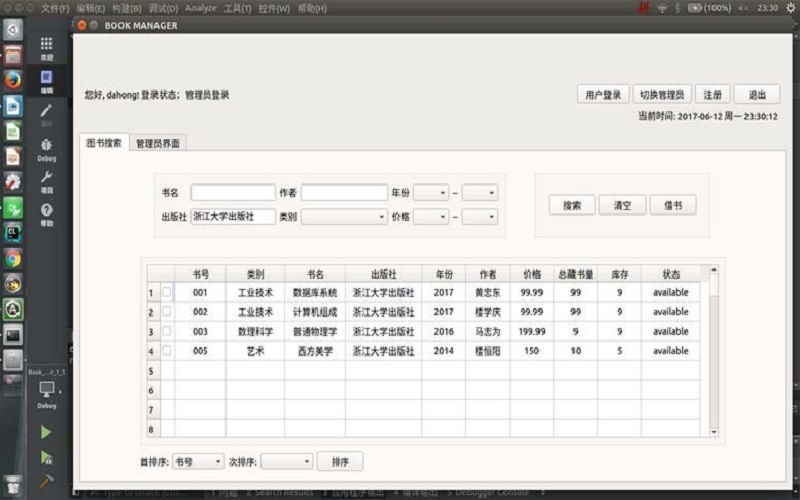 文件(F) 编辑(E) 构建(B) 调试(D) Analyze 工具(T) 控件(W) 帮助(H) (100%) 23:30
BOOK MANAGER
欢迎
编辑
Debug
项目
帮助
您好, dahong! 登录状态: 管理员登录
用户登录 切换管理员 注册 退出
当前时间: 2017-06-12 周一 23:30:12
图书搜索 管理员界面
书名 作者 年份 –
出版社 浙江大学出版社 类别 价格 –
搜索 清空 借书
书号 类别 书名 出版社 年份 作者 价格 总藏书量 库存 状态
1 001 工业技术 数据库系统 浙江大学出版社 2017 黄忠东 99.99 99 9 available
2 002 工业技术 计算机组成 浙江大学出版社 2017 楼学庆 99.99 99 9 available
3 003 数理科学 普通物理学 浙江大学出版社 2016 马志为 199.99 9 9 available
4 005 艺术 西方美学 浙江大学出版社 2014 楼恒阳 150 10 5 available
5
6
7
8
首排序: 书号 次排序: 排序
Book_...r_1_5
Debug
Type to locate (Ctrl... 1 问题 2 Search Results 3 应用程序输出 4 编译输出 5 Debugger Console